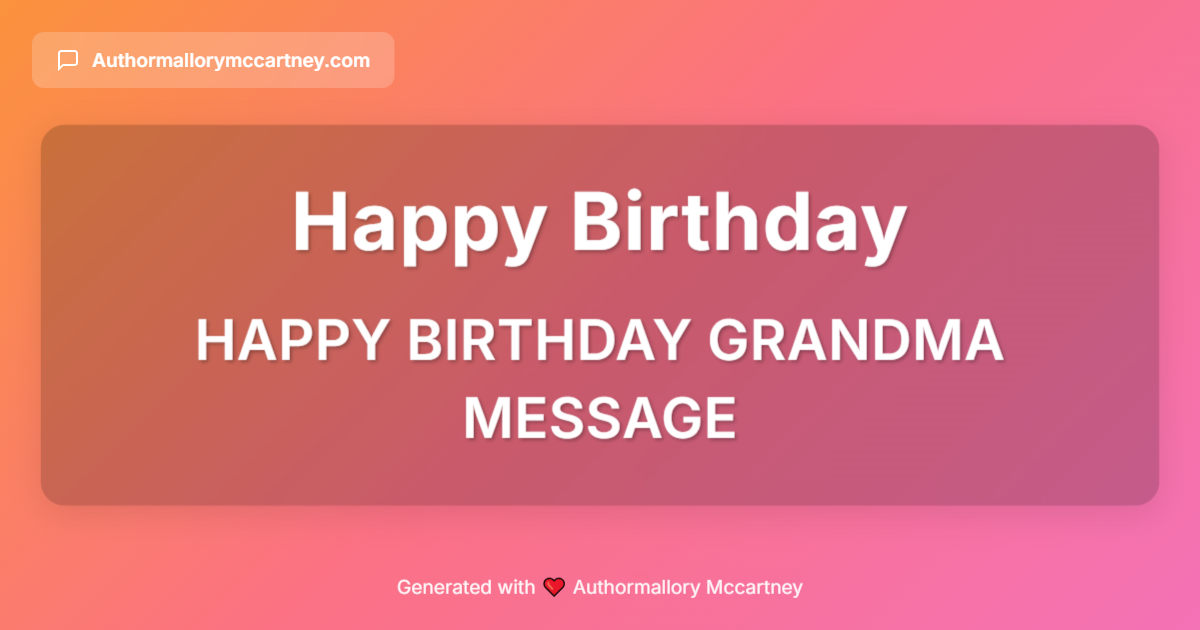 Authormallorymccartney.com
Happy Birthday
HAPPY BIRTHDAY GRANDMA
MESSAGE
Generated with ❤️ Authormallory Mccartney